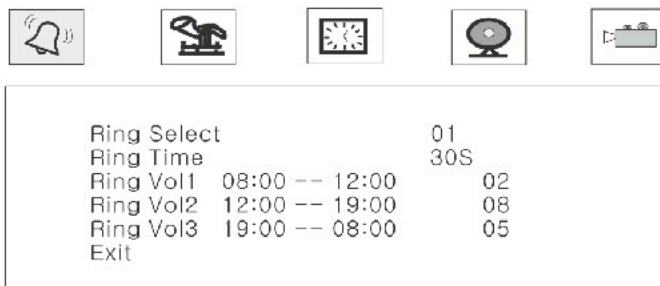 Ring Select 01
Ring Time 30S
Ring Vol1 08:00 -- 12:00 02
Ring Vol2 12:00 -- 19:00 08
Ring Vol3 19:00 -- 08:00 05
Exit